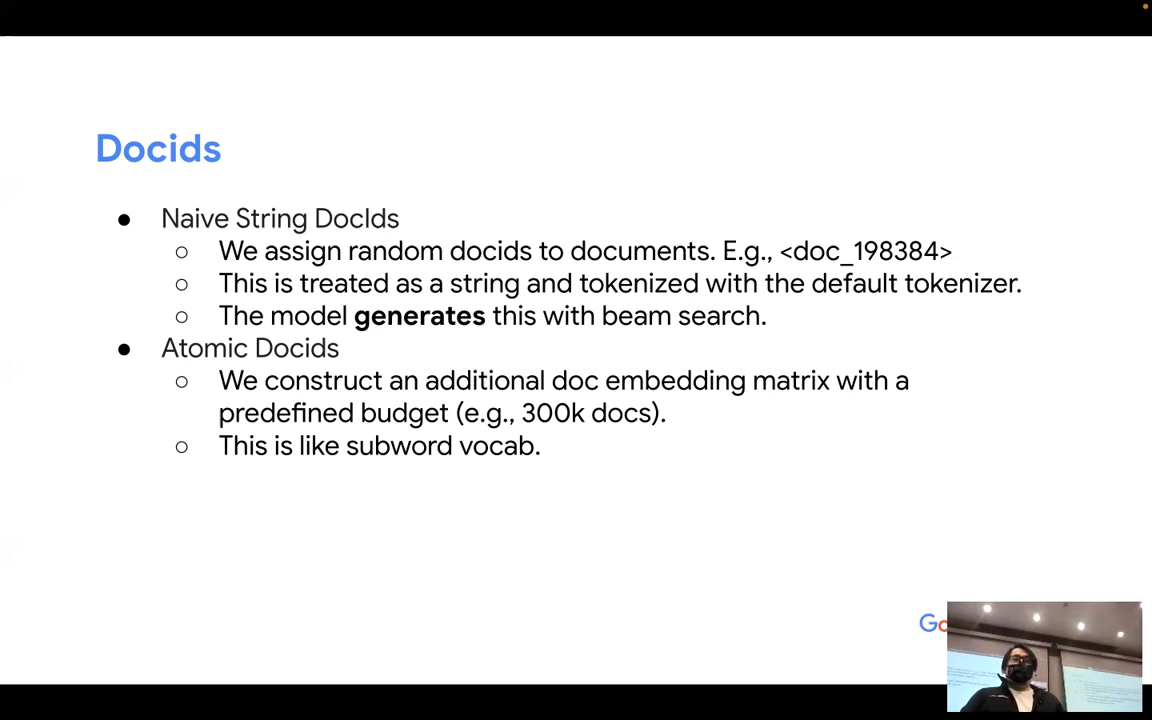 Docids
● Naive String DocIds
○ We assign random docids to documents. E.g., <doc_198384>
○ This is treated as a string and tokenized with the default tokenizer.
○ The model generates this with beam search.
● Atomic Docids
○ We construct an additional doc embedding matrix with a
predefined budget (e.g., 300k docs).
○ This is like subword vocab.
Go